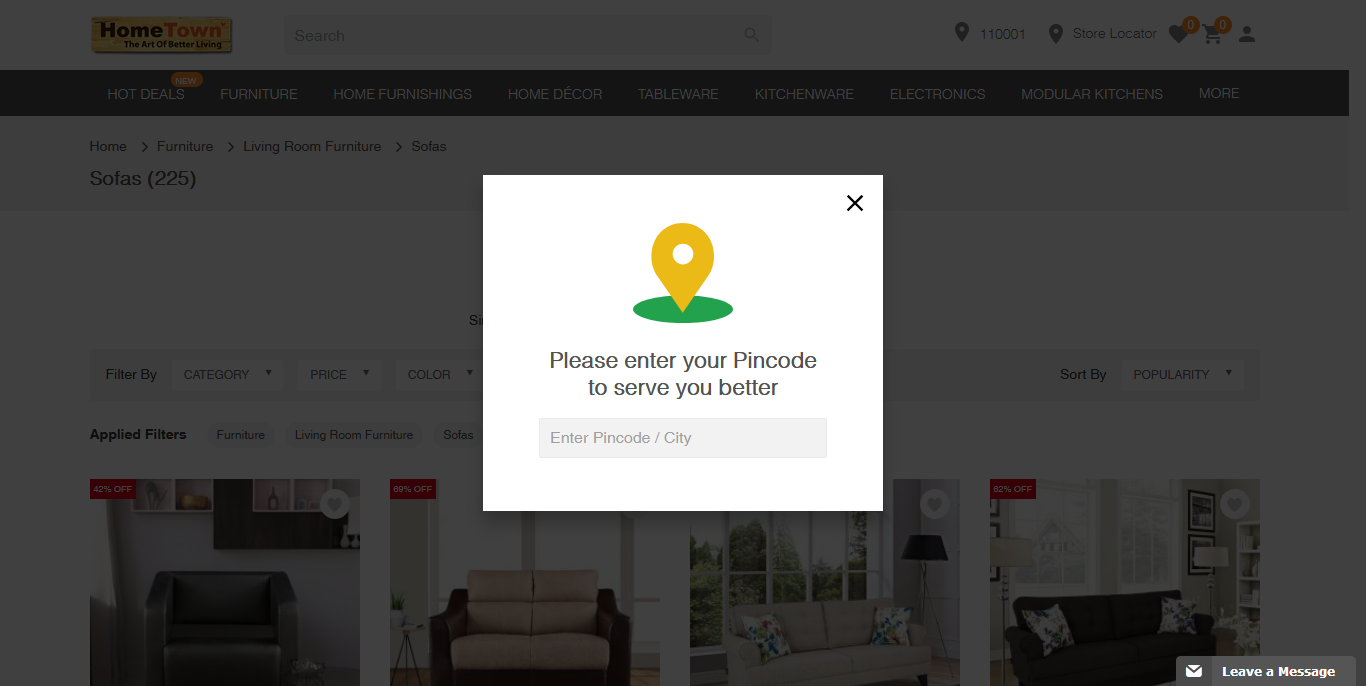 HomeTown
The Art Of Better Living
Search
110001
Store Locator
0
0
NEW
HOT DEALS
FURNITURE
HOME FURNISHINGS
HOME DÉCOR
TABLEWARE
KITCHENWARE
ELECTRONICS
MODULAR KITCHENS
MORE
Home > Furniture > Living Room Furniture > Sofas
Sofas (225)
Please enter your Pincode
to serve you better
Enter Pincode / City
Filter By
CATEGORY
PRICE
COLOR
Sort By
POPULARITY
Applied Filters
Furniture
Living Room Furniture
Sofas
42% OFF
69% OFF
62% OFF
Leave a Message